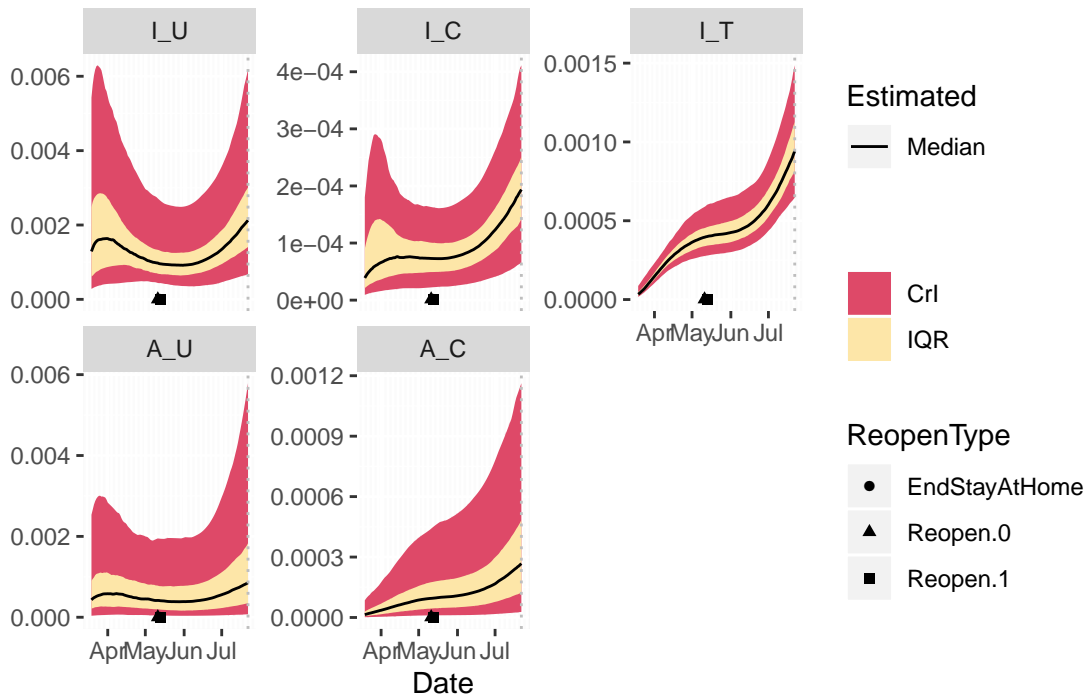 I_U
I_C
I_T
0.006
0.004
0.002
0.000
4e−04
3e−04
2e−04
1e−04
0e+00
0.0015
0.0010
0.0005
0.0000
Apr May Jun Jul
A_U
A_C
0.006
0.004
0.002
0.000
0.0012
0.0009
0.0006
0.0003
0.0000
Apr May Jun Jul
Apr May Jun Jul
Date
Estimated
Median
CrI
IQR
ReopenType
EndStayAtHome
Reopen.0
Reopen.1